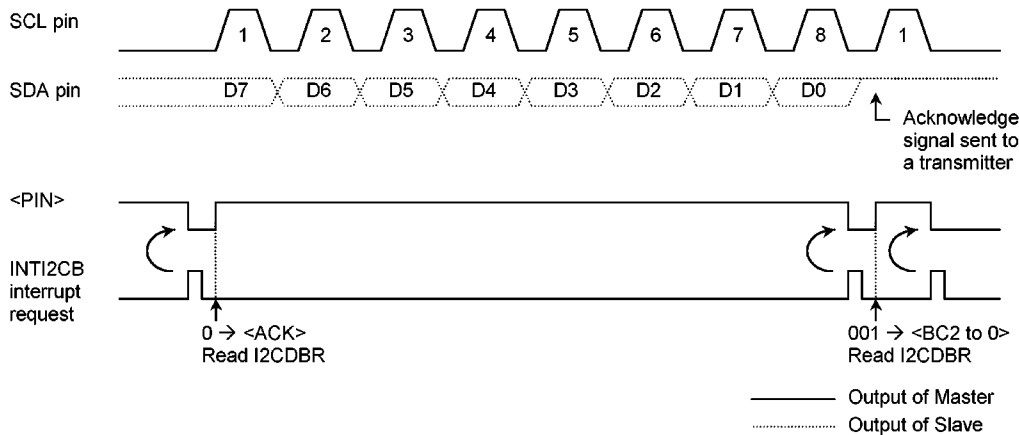 SCL pin
1 2 3 4 5 6 7 8 1
SDA pin
D7 D6 D5 D4 D3 D2 D1 D0
Acknowledge
signal sent to
a transmitter
<PIN>
INTI2CB
interrupt
request
0 → <ACK>
Read I2CDBR
001 → <BC2 to 0>
Read I2CDBR
Output of Master
Output of Slave